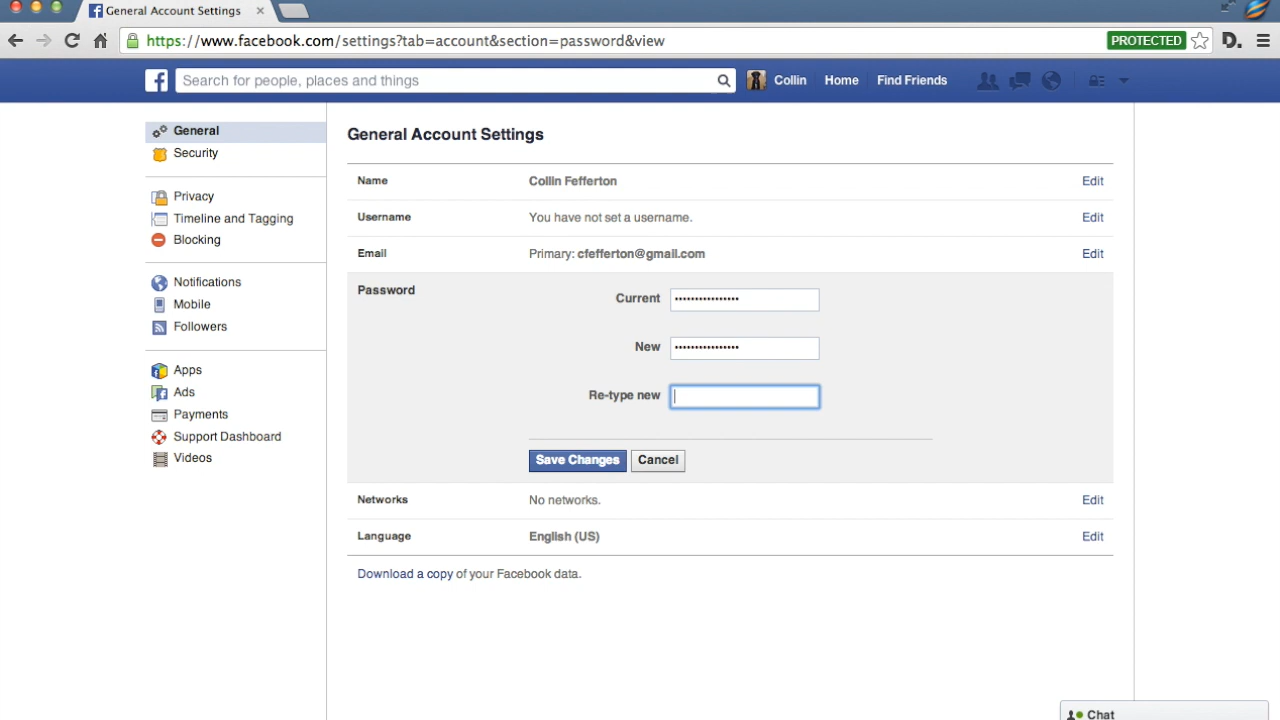 General Account Settings
https://www.facebook.com/settings?tab=account&section=password&view
PROTECTED
D.
Search for people, places and things
Collin
Home
Find Friends
General
Security
Privacy
Timeline and Tagging
Blocking
Notifications
Mobile
Followers
Apps
Ads
Payments
Support Dashboard
Videos
General Account Settings
Name Collin Fefferton Edit
Username You have not set a username. Edit
Email Primary: cfefferton@gmail.com Edit
Password
Current ••••••••••••••••
New ••••••••••••••••
Re-type new
Save Changes Cancel
Networks No networks. Edit
Language English (US) Edit
Download a copy of your Facebook data.
Chat